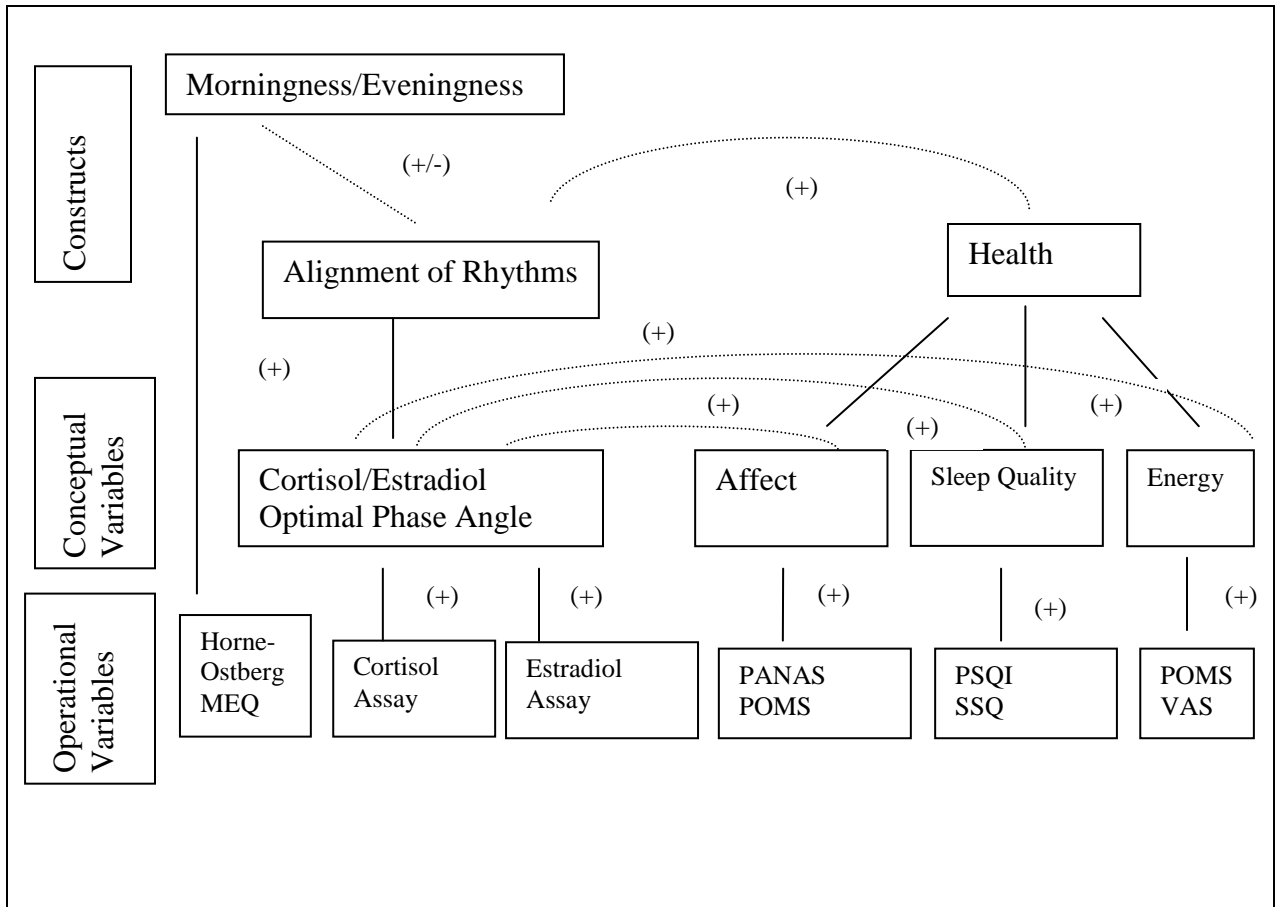 Constructs
Morningness/Eveningness
(+/-)
(+)
Alignment of Rhythms
Health
(+)
(+)
Conceptual
Variables
(+)
(+)
(+)
Cortisol/Estradiol
Optimal Phase Angle
Affect
Sleep Quality
Energy
Operational
Variables
(+)
(+)
(+)
(+)
(+)
Horne-
Ostberg
MEQ
Cortisol
Assay
Estradiol
Assay
PANAS
POMS
PSQI
SSQ
POMS
VAS